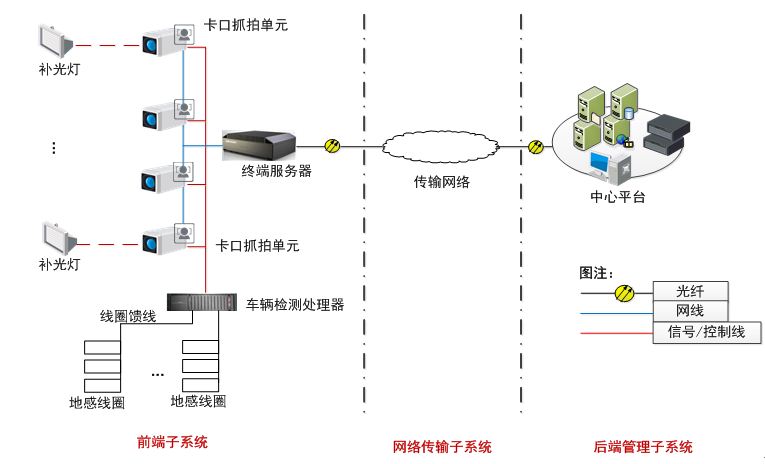 卡口抓拍单元
补光灯
⋮
终端服务器
传输网络
中心平台
补光灯
卡口抓拍单元
图注：
光纤
网线
信号/控制线
车辆检测处理器
线圈馈线
...
地感线圈
地感线圈
前端子系统
网络传输子系统
后端管理子系统